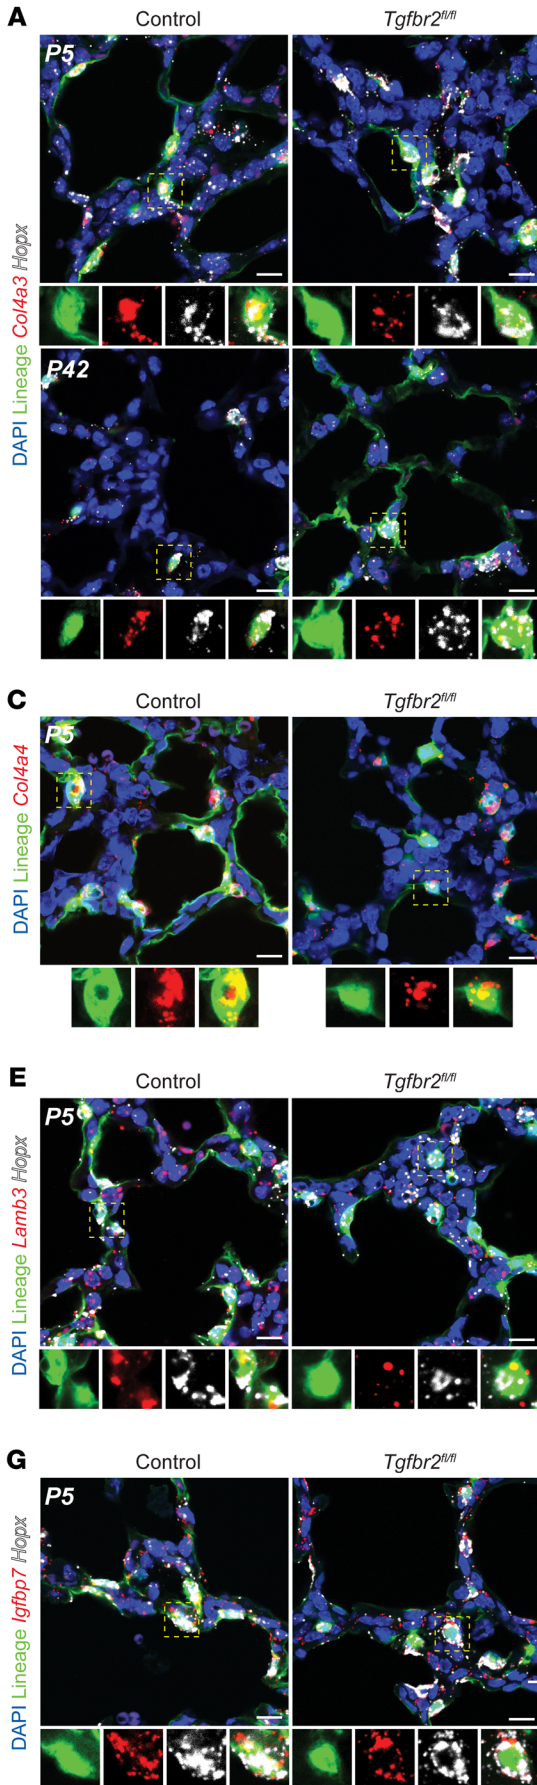 A
Control
Tgfbr2fl/fl
P5
DAPI Lineage Col4a3 Hopx
P42
C
Control
Tgfbr2fl/fl
P5
DAPI Lineage Col4a4
E
Control
Tgfbr2fl/fl
P5
DAPI Lineage Lamb3 Hopx
G
Control
Tgfbr2fl/fl
P5
DAPI Lineage Igfbp7 Hopx